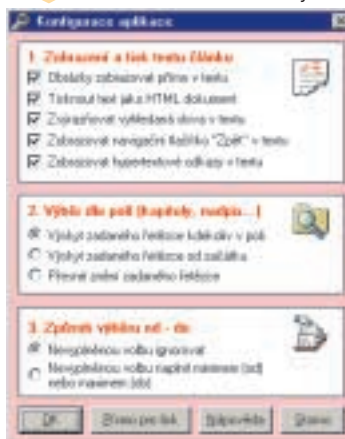 Konfigurace aplikace
1. Zobrazení a tisk textu článku
Obrázky zobrazovat přímo v textu
Tisknout text jako HTML dokument
Zvýrazňovat vyhledaná slova v textu
Zobrazovat navigační tlačítko "Zpět" v textu
Zobrazovat hypertextové odkazy v textu
2. Výběr dle polí (kapitoly, nadpis...)
Výskyt zadaného řetězce kdekoliv v poli
Výskyt zadaného řetězce od začátku
Přesné znění zadaného řetězce
3. Způsob výběru od - do
Nevyplněnou volbu ignorovat
Nevyplněnou volbu naplnit minimem (od)
nebo maximem (do)
OK
Písmo pro tisk
Nápověda
Storno